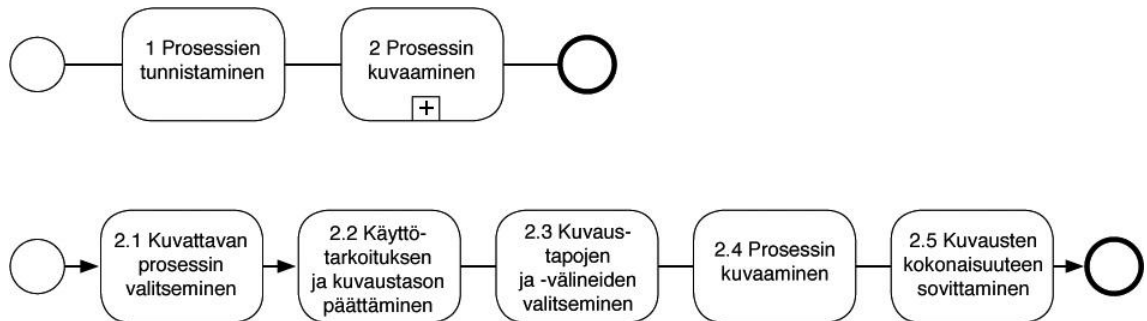 1 Prosessien
tunnistaminen
2 Prosessin
kuvaaminen
+
2.1 Kuvattavan
prosessin
valitseminen
2.2 Käyttö-
tarkoituksen
ja kuvaustason
päättäminen
2.3 Kuvaus-
tapojen
ja -välineiden
valitseminen
2.4 Prosessin
kuvaaminen
2.5 Kuvausten
kokonaisuuteen
sovittaminen